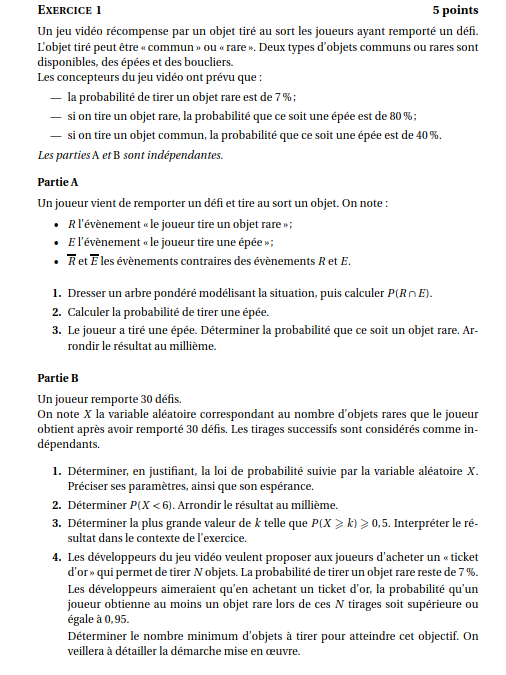 EXERCICE 1 5 points
Un jeu vidéo récompense par un objet tiré au sort les joueurs ayant remporté un défi.
L'objet tiré peut être « commun » ou « rare ». Deux types d'objets communs ou rares sont
disponibles, des épées et des boucliers.
Les concepteurs du jeu vidéo ont prévu que :
— la probabilité de tirer un objet rare est de 7 % ;
— si on tire un objet rare, la probabilité que ce soit une épée est de 80 % ;
— si on tire un objet commun, la probabilité que ce soit une épée est de 40 %.
Les parties A et B sont indépendantes.
Partie A
Un joueur vient de remporter un défi et tire au sort un objet. On note :
• R l'évènement « le joueur tire un objet rare » ;
• E l'évènement « le joueur tire une épée » ;
• R̅ et E̅ les évènements contraires des évènements R et E.
1. Dresser un arbre pondéré modélisant la situation, puis calculer P(R ∩ E).
2. Calculer la probabilité de tirer une épée.
3. Le joueur a tiré une épée. Déterminer la probabilité que ce soit un objet rare. Ar-
rondir le résultat au millième.
Partie B
Un joueur remporte 30 défis.
On note X la variable aléatoire correspondant au nombre d'objets rares que le joueur
obtient après avoir remporté 30 défis. Les tirages successifs sont considérés comme in-
dépendants.
1. Déterminer, en justifiant, la loi de probabilité suivie par la variable aléatoire X.
Préciser ses paramètres, ainsi que son espérance.
2. Déterminer P(X < 6). Arrondir le résultat au millième.
3. Déterminer la plus grande valeur de k telle que P(X ⩾ k) ⩾ 0,5. Interpréter le ré-
sultat dans le contexte de l'exercice.
4. Les développeurs du jeu vidéo veulent proposer aux joueurs d'acheter un « ticket
d'or » qui permet de tirer N objets. La probabilité de tirer un objet rare reste de 7 %.
Les développeurs aimeraient qu'en achetant un ticket d'or, la probabilité qu'un
joueur obtienne au moins un objet rare lors de ces N tirages soit supérieure ou
égale à 0,95.
Déterminer le nombre minimum d'objets à tirer pour atteindre cet objectif. On
veillera à détailler la démarche mise en œuvre.